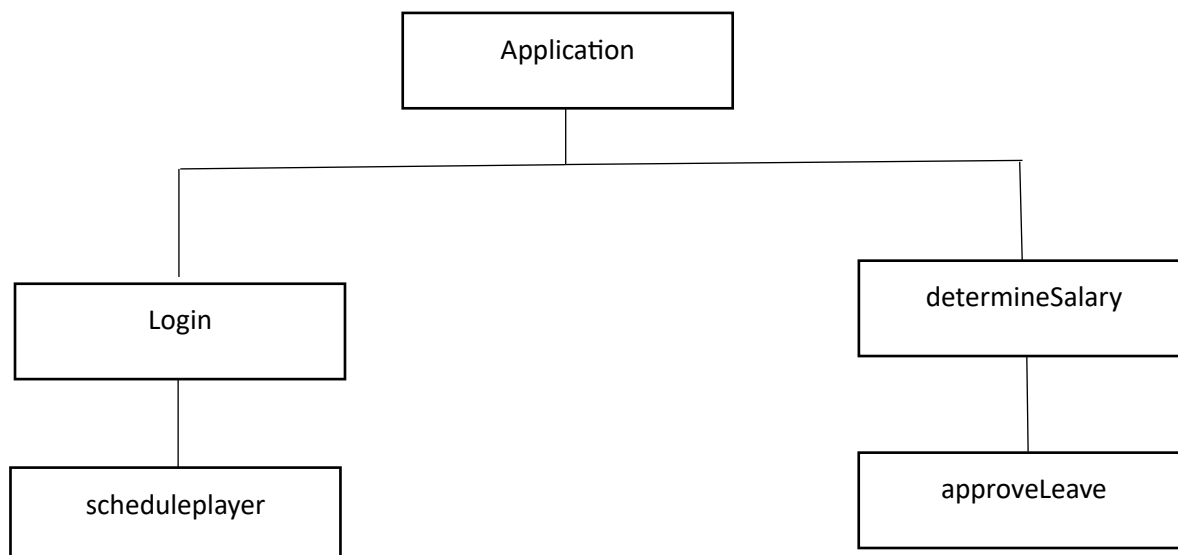 Application
Login
determineSalary
scheduleplayer
approveLeave